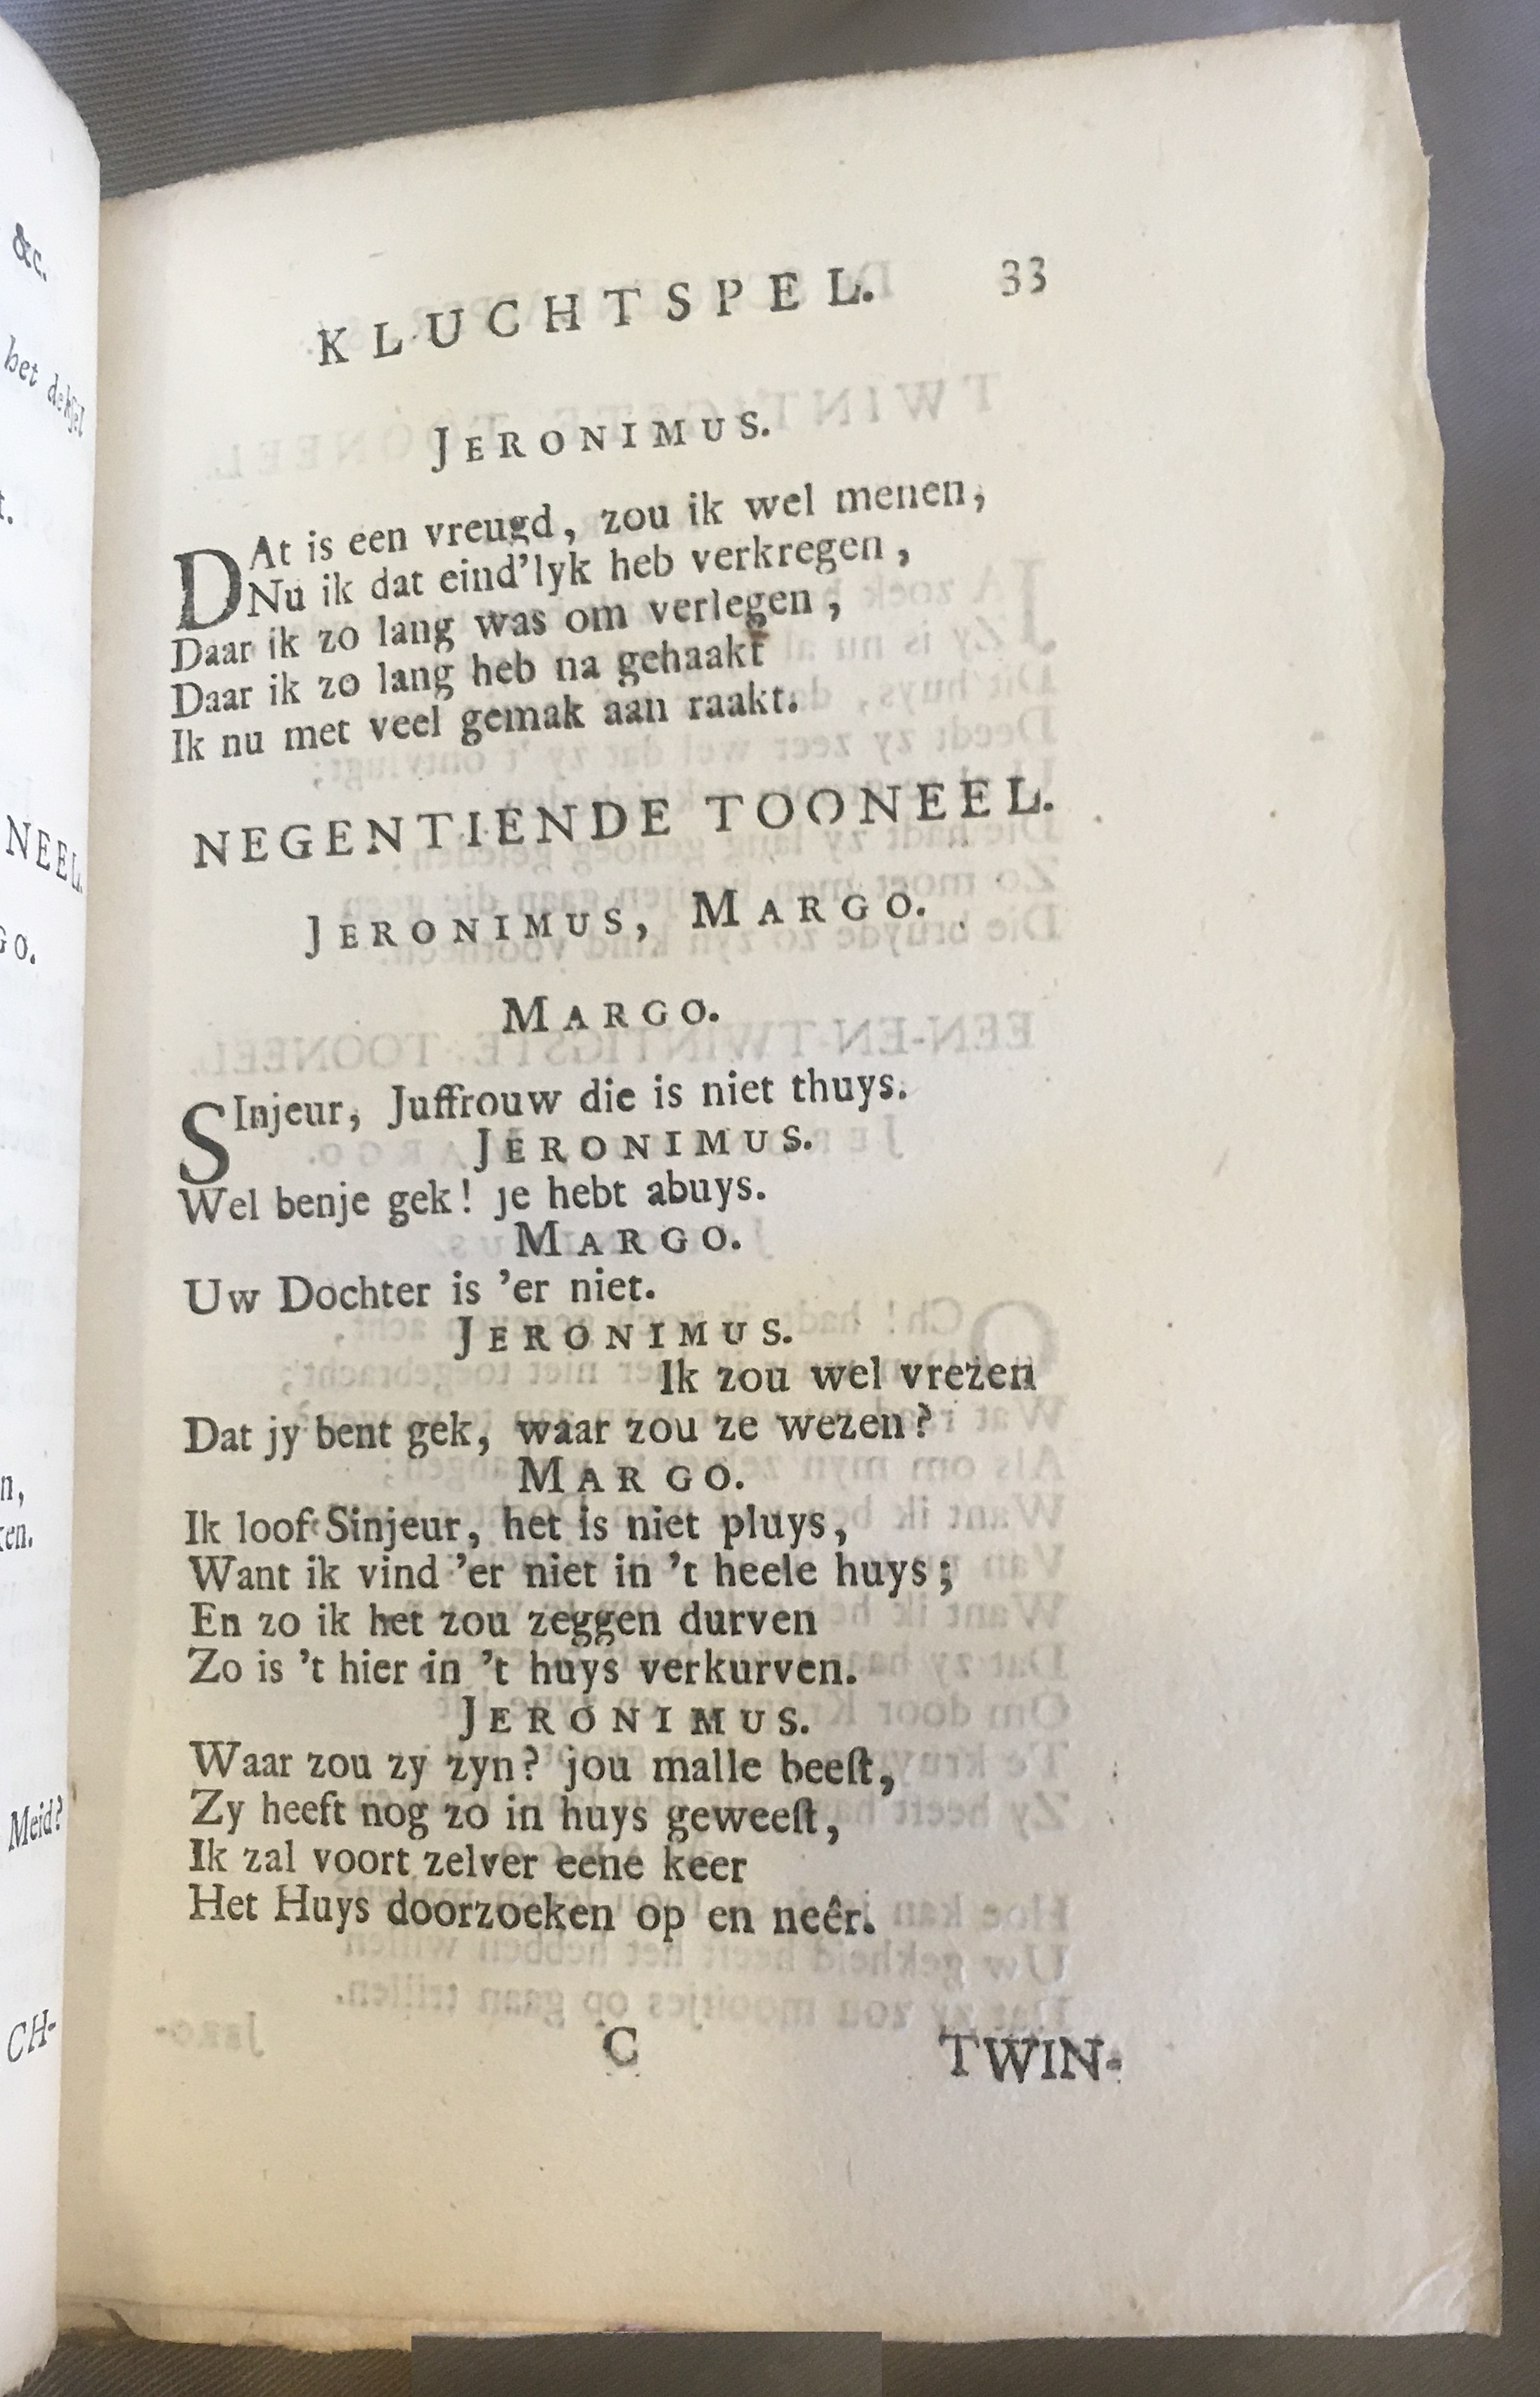 KLUCHTSPEL. 33
JERONIMUS.
DAt is een vreugd, zou ik wel menen,
Nu ik dat eind'lyk heb verkregen,
Daar ik zo lang was om verlegen,
Daar ik zo lang heb na gehaakt
Ik nu met veel gemak aan raakt.
NEGENTIENDE TOONEEL.
JERONIMUS, MARGO.
MARGO.
SInjeur, Juffrouw die is niet thuys.
JERONIMUS.
Wel benje gek! je hebt abuys.
MARGO.
Uw Dochter is 'er niet.
JERONIMUS.
Ik zou wel vrezen
Dat jy bent gek, waar zou ze wezen?
MARGO.
Ik loof Sinjeur, het is niet pluys,
Want ik vind 'er niet in 't heele huys;
En zo ik het zou zeggen durven
Zo is 't hier in 't huys verkurven.
JERONIMUS.
Waar zou zy zyn? jou malle beeſt,
Zy heeft nog zo in huys geweeſt,
Ik zal voort zelver eene keer
Het Huys doorzoeken op en neêr.
C TWIN-
&c.
het dekſel
t.
NEEL.
GO.
n,
ken.
Meid?
CH-